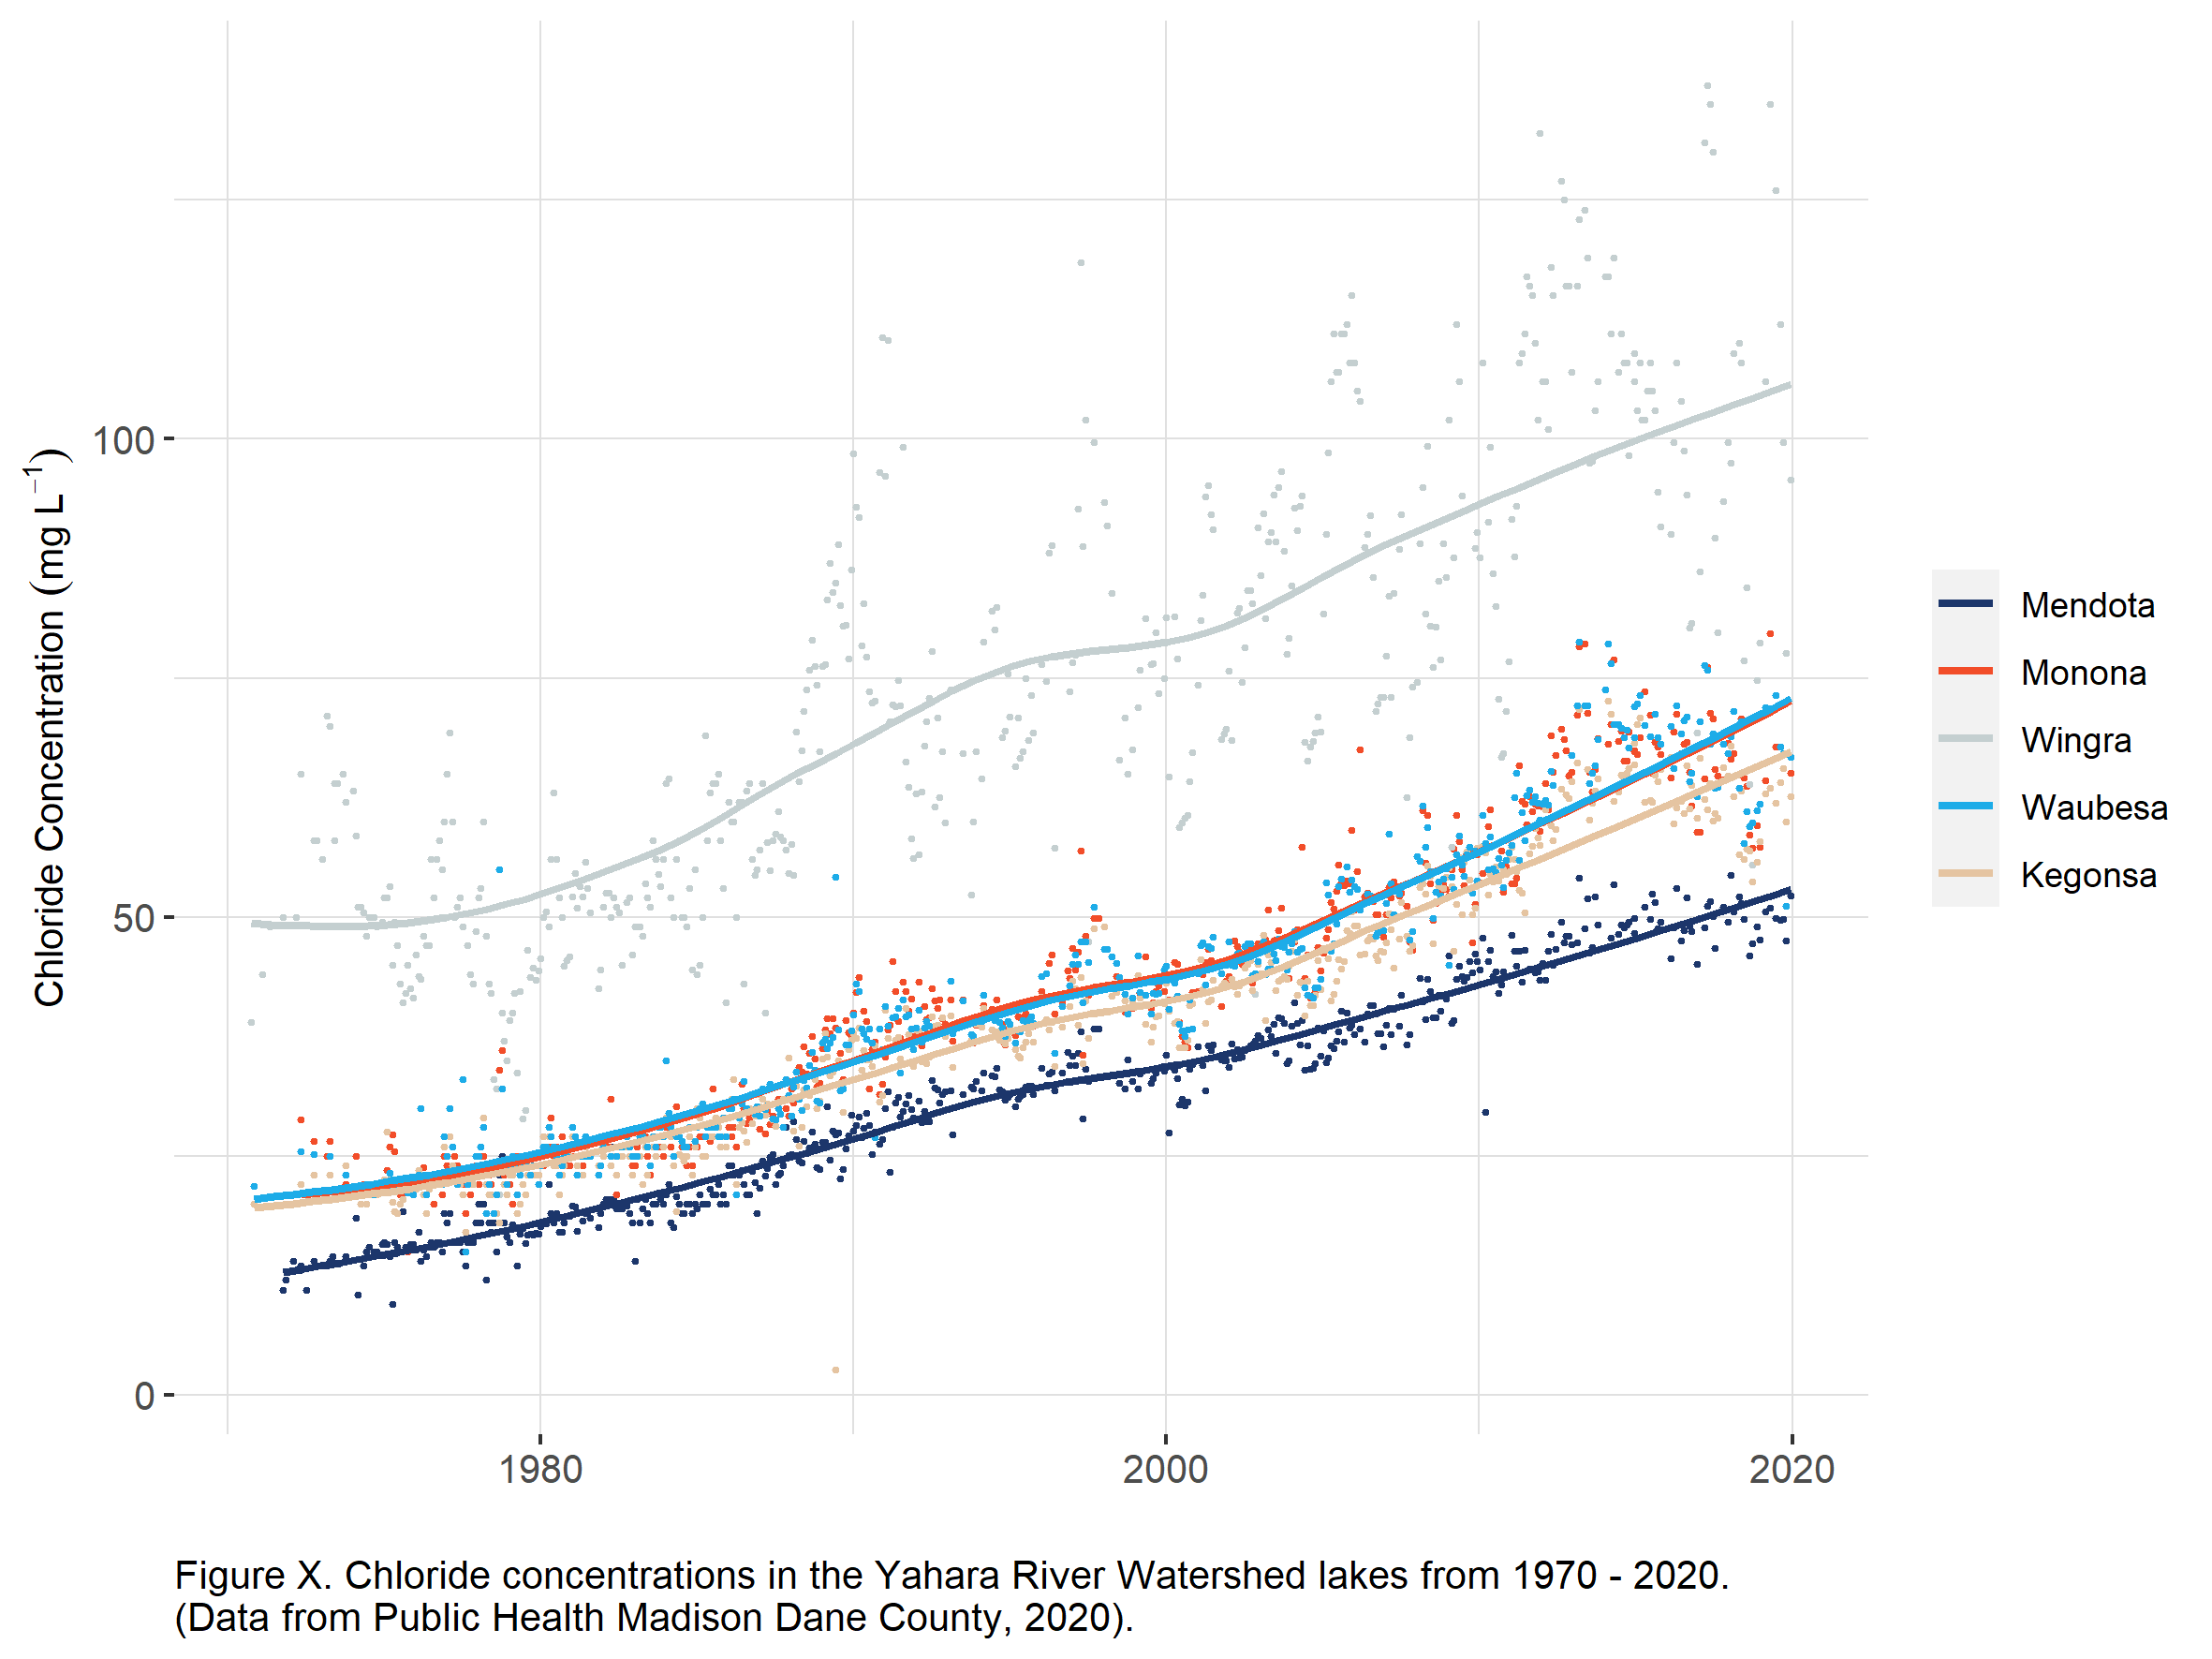 Chloride Concentration (mg L⁻¹)
100
50
0
1980
2000
2020
Mendota
Monona
Wingra
Waubesa
Kegonsa
Figure X. Chloride concentrations in the Yahara River Watershed lakes from 1970 - 2020.
(Data from Public Health Madison Dane County, 2020).